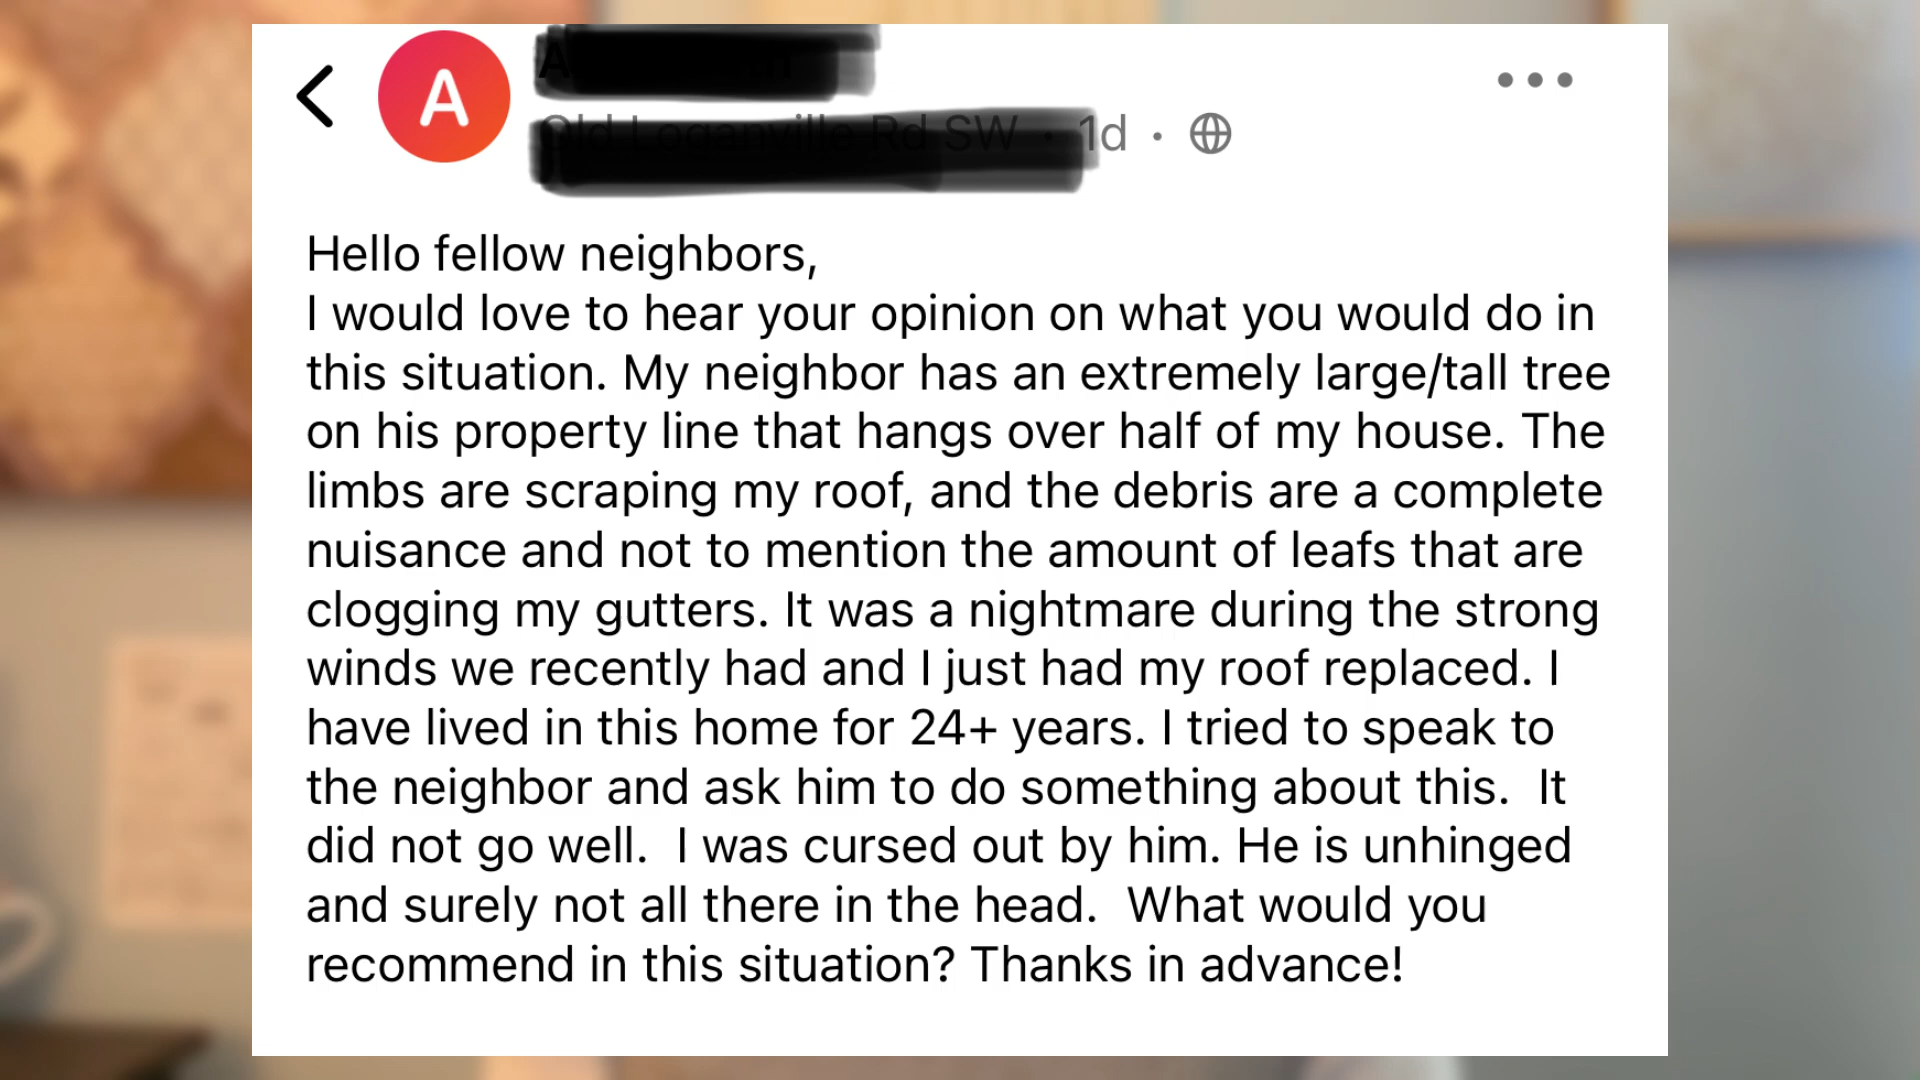 A
Old Loganville Rd SW · 1d ·
Hello fellow neighbors,
I would love to hear your opinion on what you would do in
this situation. My neighbor has an extremely large/tall tree
on his property line that hangs over half of my house. The
limbs are scraping my roof, and the debris are a complete
nuisance and not to mention the amount of leafs that are
clogging my gutters. It was a nightmare during the strong
winds we recently had and I just had my roof replaced. I
have lived in this home for 24+ years. I tried to speak to
the neighbor and ask him to do something about this.  It
did not go well.  I was cursed out by him. He is unhinged
and surely not all there in the head.  What would you
recommend in this situation? Thanks in advance!